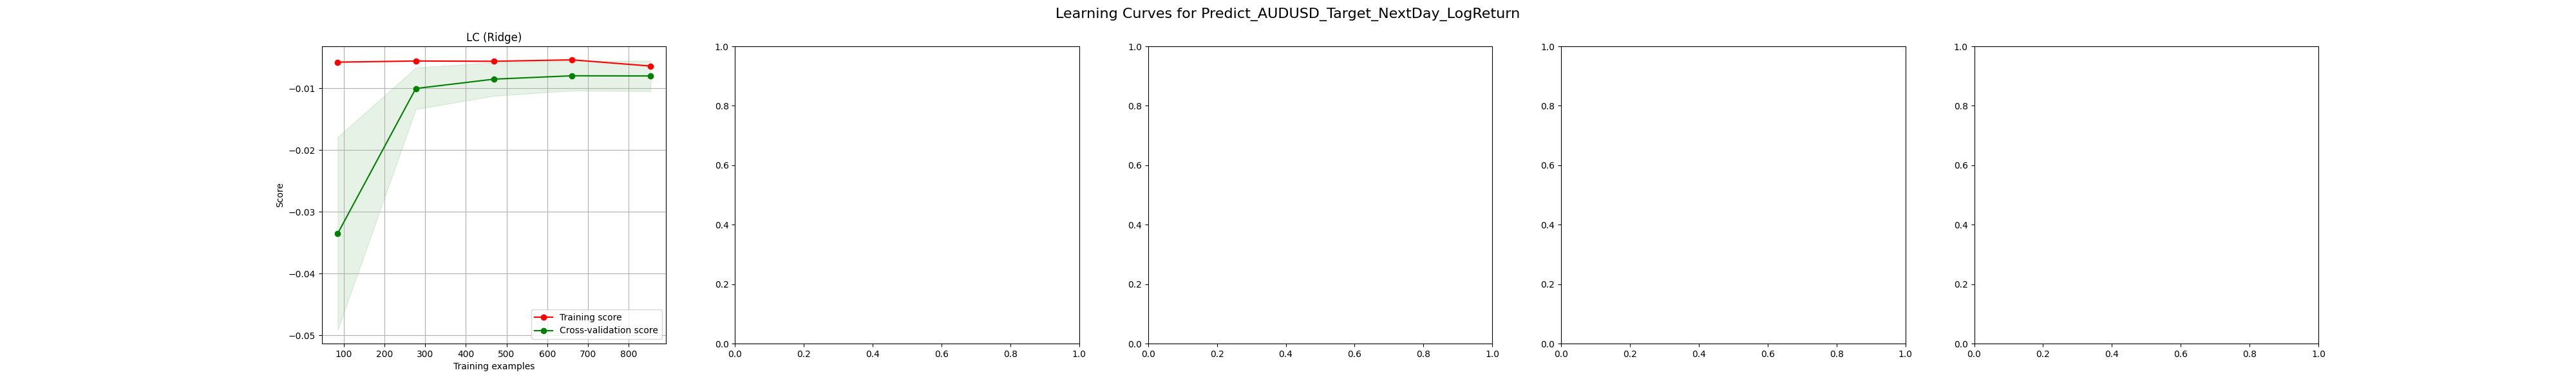 Learning Curves for Predict_AUDUSD_Target_NextDay_LogReturn
LC (Ridge)
Score
−0.01
−0.02
−0.03
−0.04
−0.05
Training score
Cross-validation score
100 200 300 400 500 600 700 800
Training examples
1.0
0.8
0.6
0.4
0.2
0.0
0.0 0.2 0.4 0.6 0.8 1.0
1.0
0.8
0.6
0.4
0.2
0.0
0.0 0.2 0.4 0.6 0.8 1.0
1.0
0.8
0.6
0.4
0.2
0.0
0.0 0.2 0.4 0.6 0.8 1.0
1.0
0.8
0.6
0.4
0.2
0.0
0.0 0.2 0.4 0.6 0.8 1.0